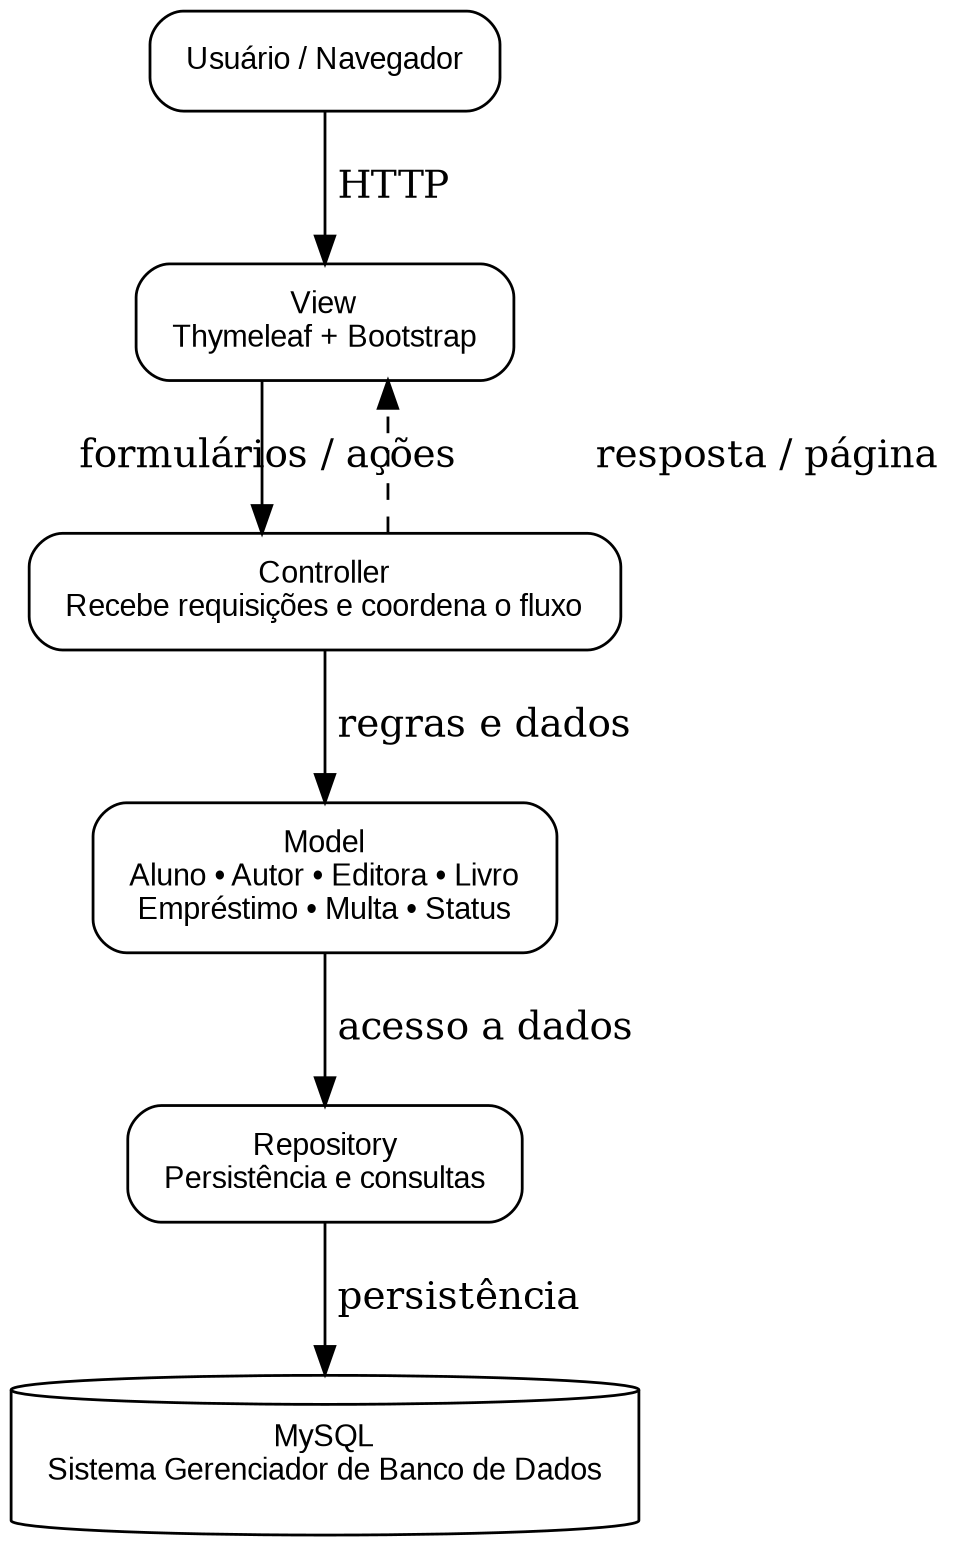 Usuário / Navegador
HTTP
View
Thymeleaf + Bootstrap
formulários / ações
resposta / página
Controller
Recebe requisições e coordena o fluxo
regras e dados
Model
Aluno • Autor • Editora • Livro
Empréstimo • Multa • Status
acesso a dados
Repository
Persistência e consultas
persistência
MySQL
Sistema Gerenciador de Banco de Dados